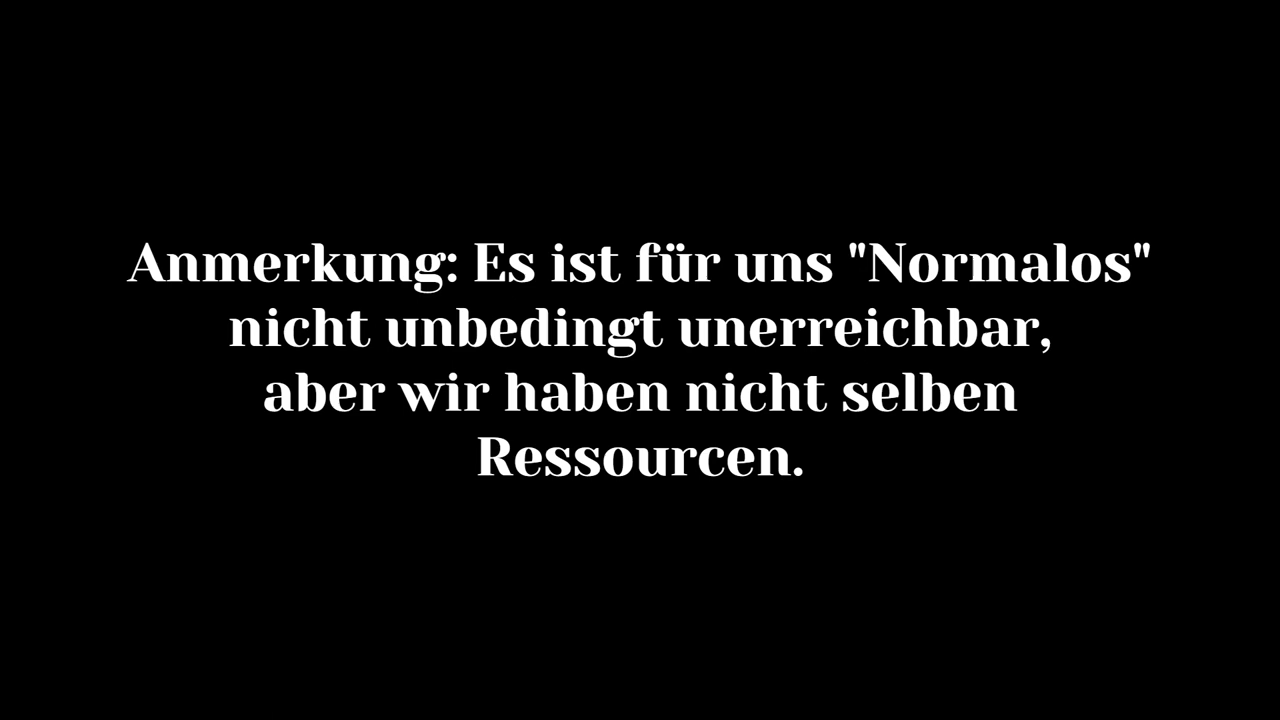 Anmerkung: Es ist für uns "Normalos"
nicht unbedingt unerreichbar,
aber wir haben nicht selben
Ressourcen.